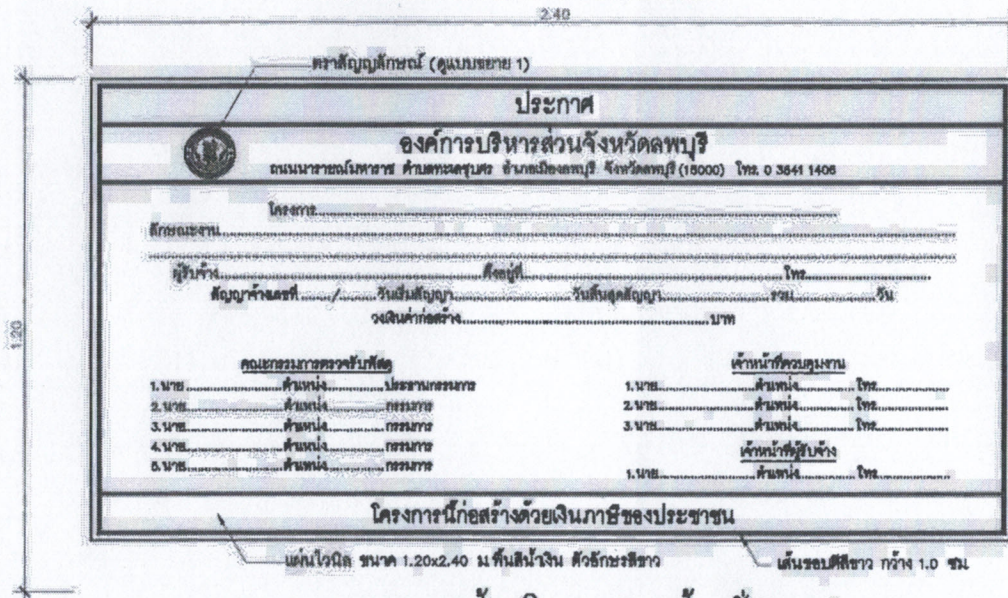 2.40
ตราสัญญลักษณ์ (ดูแบบขยาย 1)
1.20
ประกาศ
องค์การบริหารส่วนจังหวัดลพบุรี
ถนนนารายณ์มหาราช ตำบลทะเลชุบศร อำเภอเมืองลพบุรี จังหวัดลพบุรี (15000) โทร. 0 3641 1406
โครงการ
ลักษณะงาน
ผู้รับจ้าง ตั้งอยู่ที่ โทร
สัญญาจ้างเลขที่ / วันเริ่มสัญญา วันสิ้นสุดสัญญา รวม วัน
วงเงินค่าก่อสร้าง บาท
คณะกรรมการตรวจรับพัสดุ
1. นาย ตำแหน่ง ประธานกรรมการ
2. นาย ตำแหน่ง กรรมการ
3. นาย ตำแหน่ง กรรมการ
4. นาย ตำแหน่ง กรรมการ
5. นาย ตำแหน่ง กรรมการ
เจ้าหน้าที่ควบคุมงาน
1. นาย ตำแหน่ง โทร
2. นาย ตำแหน่ง โทร
3. นาย ตำแหน่ง โทร
เจ้าหน้าที่ผู้รับจ้าง
1. นาย ตำแหน่ง โทร
โครงการนี้ก่อสร้างด้วยเงินภาษีของประชาชน
แผ่นไวนิล ขนาด 1.20x2.40 ม พื้นสีน้ำเงิน ตัวอักษรสีขาว
เส้นขอบสีขาว กว้าง 1.0 ซม.